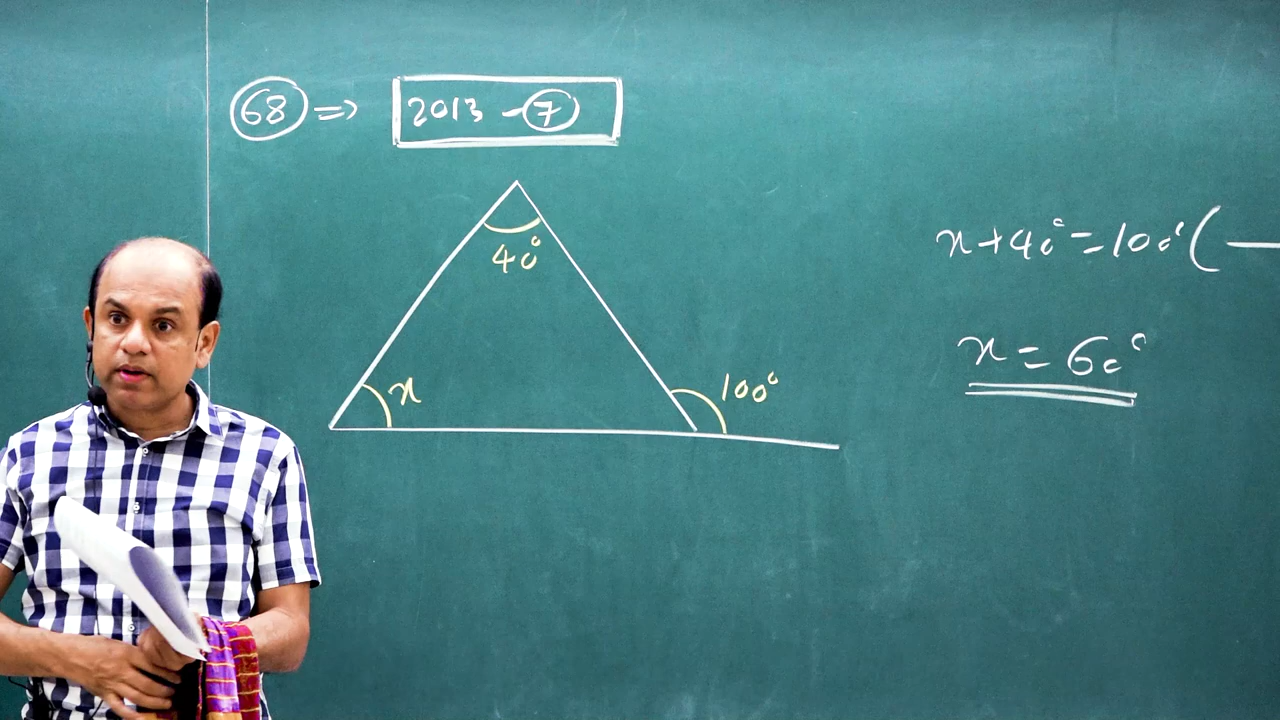 68 => 2013 - 7
40°
x
100°
x + 40° = 100° (
x = 60°